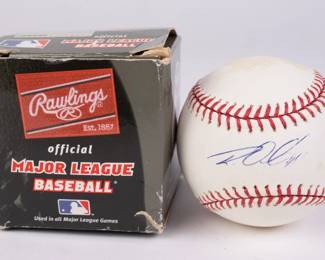 Rawlings
Est. 1887
official
MAJOR LEAGUE
BASEBALL
Used in all Major League Games